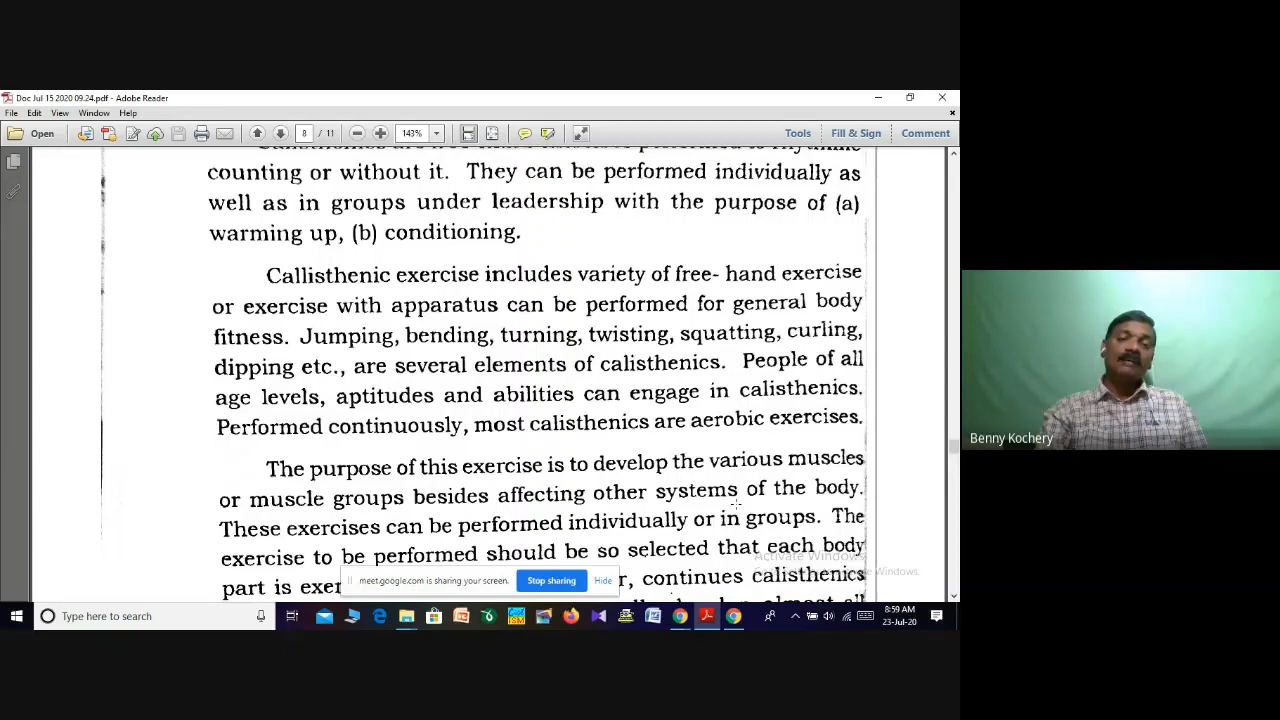 Doc Jul 15 2020 09.24.pdf - Adobe Reader
File Edit View Window Help
Open 8 / 11 143% Tools Fill & Sign Comment
counting or without it. They can be performed individually as
well as in groups under leadership with the purpose of (a)
warming up, (b) conditioning.
Callisthenic exercise includes variety of free- hand exercise
or exercise with apparatus can be performed for general body
fitness. Jumping, bending, turning, twisting, squatting, curling,
dipping etc., are several elements of calisthenics. People of all
age levels, aptitudes and abilities can engage in calisthenics.
Performed continuously, most calisthenics are aerobic exercises.
The purpose of this exercise is to develop the various muscles
or muscle groups besides affecting other systems of the body.
These exercises can be performed individually or in groups. The
exercise to be performed should be so selected that each body
part is exer
r, continues calisthenics
Activate Windows
meet.google.com is sharing your screen. Stop sharing Hide
Benny Kochery
Type here to search
8:59 AM
23-Jul-20